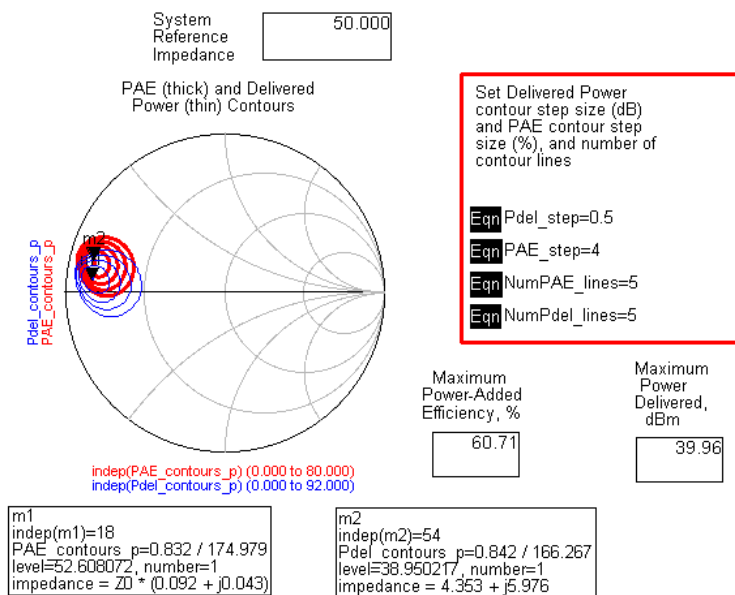 System
Reference
Impedance
50.000
PAE (thick) and Delivered
Power (thin) Contours
m2
Pdel_contours_p
PAE_contours_p
indep(PAE_contours_p) (0.000 to 80.000)
indep(Pdel_contours_p) (0.000 to 92.000)
Set Delivered Power
contour step size (dB)
and PAE contour step
size (%), and number of
contour lines
Eqn Pdel_step=0.5
Eqn PAE_step=4
Eqn NumPAE_lines=5
Eqn NumPdel_lines=5
Maximum
Power-Added
Efficiency, %
60.71
Maximum
Power
Delivered,
dBm
39.96
m1
indep(m1)=18
PAE_contours_p=0.832 / 174.979
level=52.608072, number=1
impedance = Z0 * (0.092 + j0.043)
m2
indep(m2)=54
Pdel_contours_p=0.842 / 166.267
level=38.950217, number=1
impedance = 4.353 + j5.976